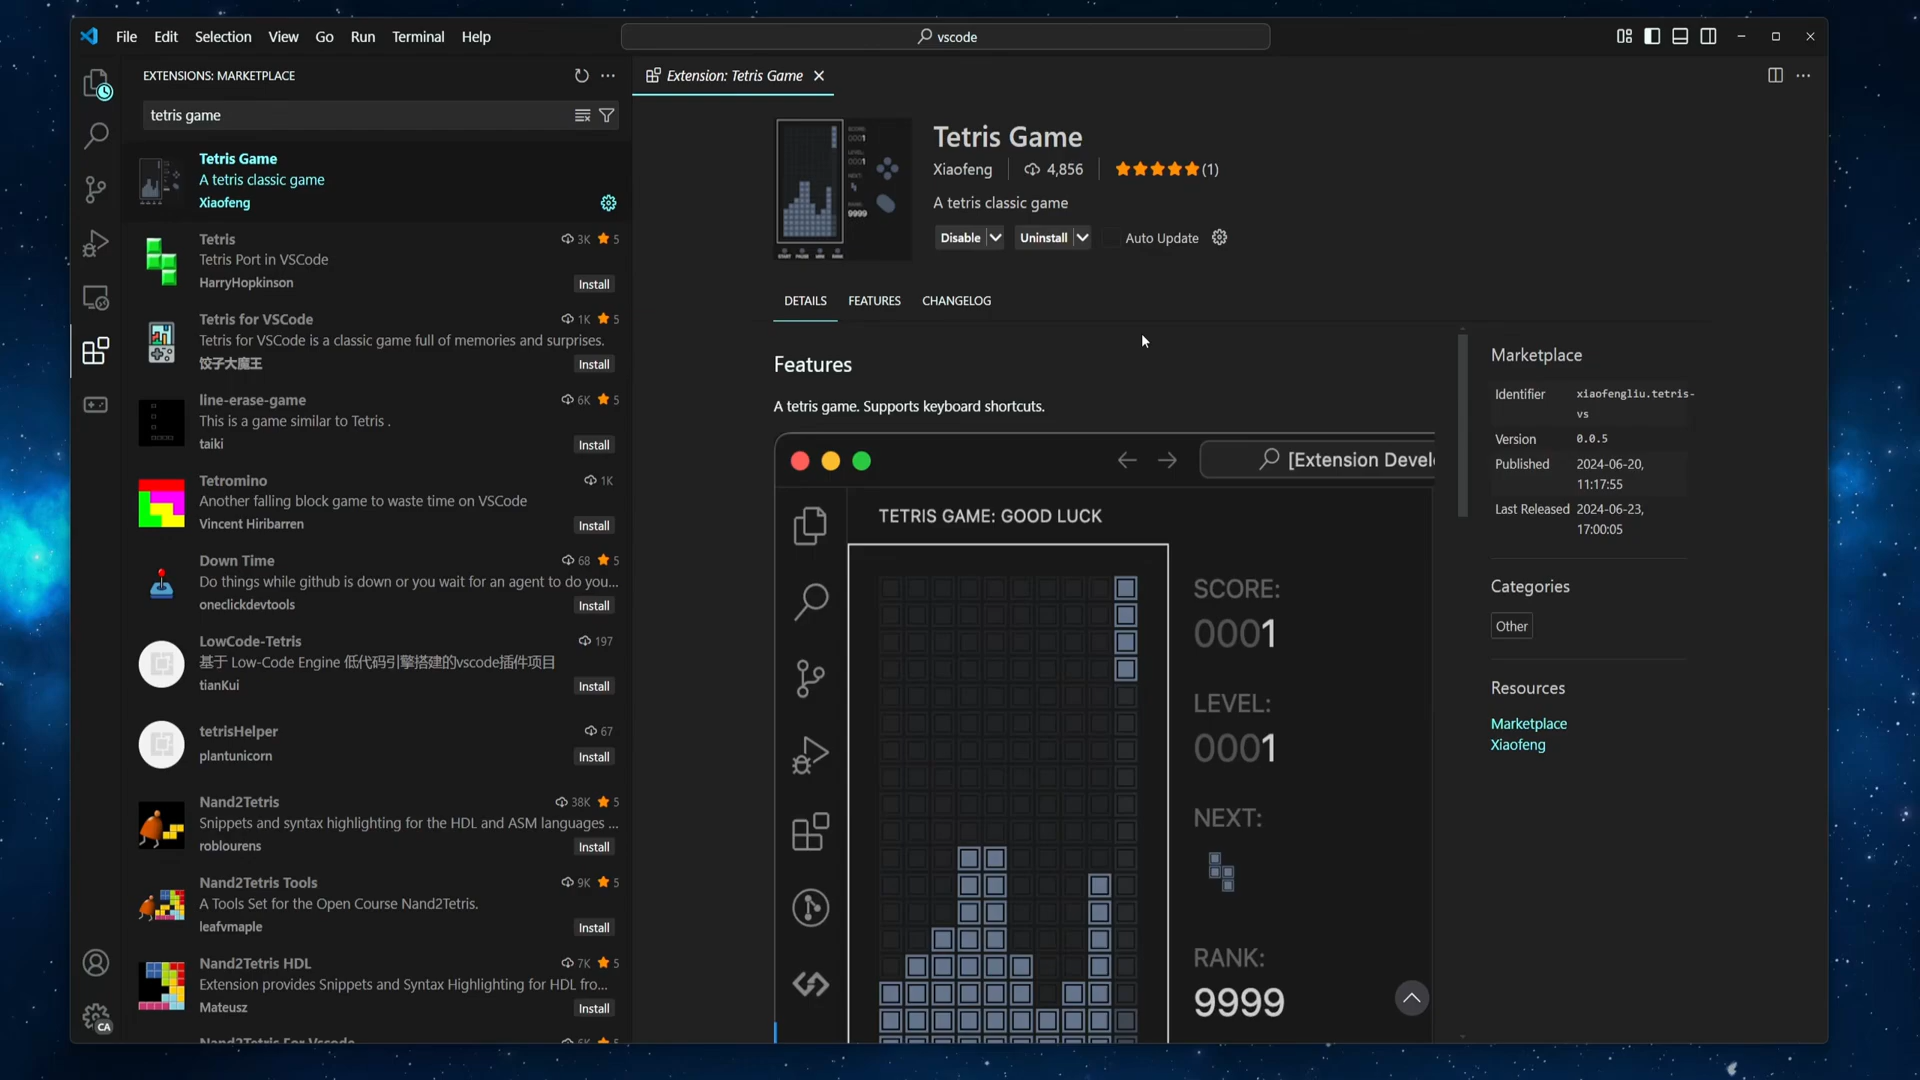 File Edit Selection View Go Run Terminal Help
vscode
EXTENSIONS: MARKETPLACE
tetris game
Tetris Game
A tetris classic game
Xiaofeng
Tetris 3K 5
Tetris Port in VSCode
HarryHopkinson
Install
Tetris for VSCode 1K 5
Tetris for VSCode is a classic game full of memories and surprises.
饺子大魔王
Install
line-erase-game 6K 5
This is a game similar to Tetris .
taiki
Install
Tetromino 1K
Another falling block game to waste time on VSCode
Vincent Hiribarren
Install
Down Time 68 5
Do things while github is down or you wait for an agent to do you...
oneclickdevtools
Install
LowCode-Tetris 197
基于 Low-Code Engine 低代码引擎搭建的vscode插件项目
tianKui
Install
tetrisHelper 67
plantunicorn
Install
Nand2Tetris 38K 5
Snippets and syntax highlighting for the HDL and ASM languages ...
roblourens
Install
Nand2Tetris Tools 9K 5
A Tools Set for the Open Course Nand2Tetris.
leafvmaple
Install
Nand2Tetris HDL 7K 5
Extension provides Snippets and Syntax Highlighting for HDL fro...
Mateusz
Install
Nand2Tetris For Vscode 6K 5
CA
Extension: Tetris Game
Tetris Game
Xiaofeng 4,856 (1)
A tetris classic game
Disable Uninstall Auto Update
DETAILS FEATURES CHANGELOG
Features
A tetris game. Supports keyboard shortcuts.
[Extension Devel
TETRIS GAME: GOOD LUCK
SCORE:
0001
LEVEL:
0001
NEXT:
RANK:
9999
Marketplace
Identifier xiaofengliu.tetris-
vs
Version 0.0.5
Published 2024-06-20,
11:17:55
Last Released 2024-06-23,
17:00:05
Categories
Other
Resources
Marketplace
Xiaofeng